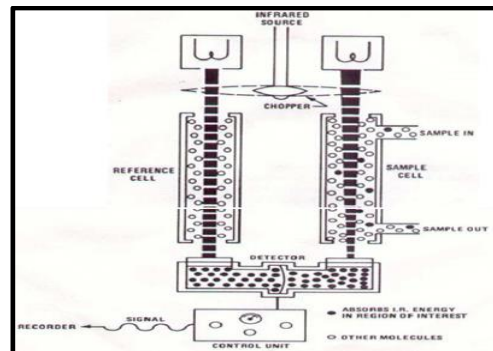 INFRARED
SOURCE
CHOPPER
SAMPLE IN
REFERENCE
CELL
SAMPLE
CELL
SAMPLE OUT
DETECTOR
RECORDER
SIGNAL
CONTROL UNIT
ABSORBS I.R. ENERGY
IN REGION OF INTEREST
OTHER MOLECULES